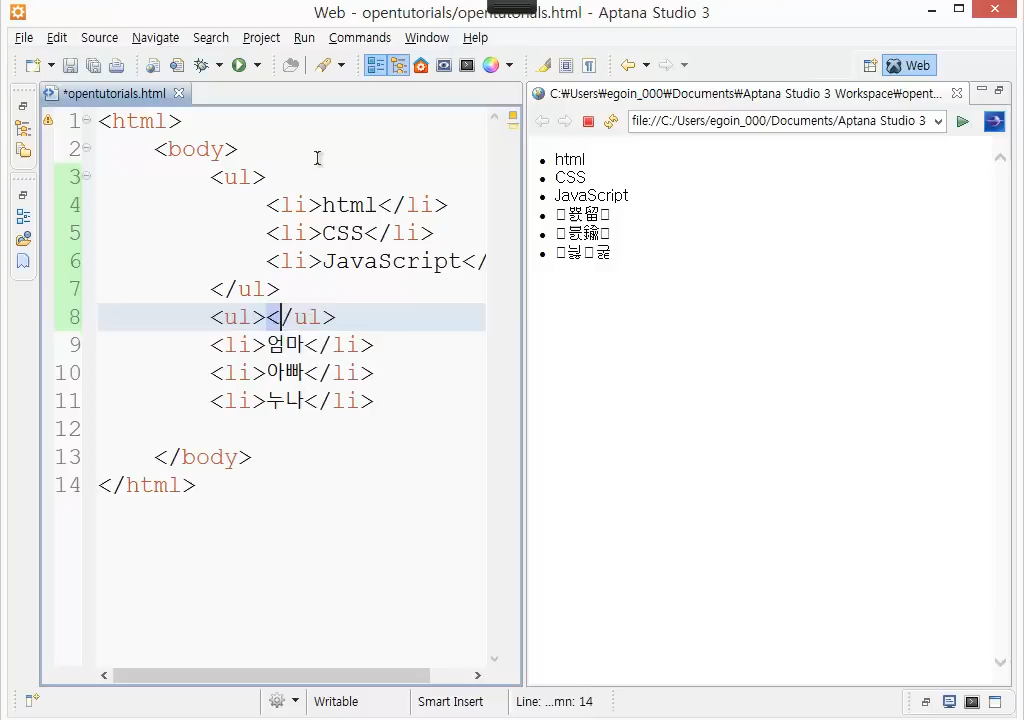 Web - opentutorials/opentutorials.html - Aptana Studio 3
File Edit Source Navigate Search Project Run Commands Window Help
Web
*opentutorials.html
C:₩Users₩egoin_000₩Documents₩Aptana Studio 3 Workspace₩opent...
file://C:/Users/egoin_000/Documents/Aptana Studio 3
1 <html>
2 <body>
3 <ul>
4 <li>html</li>
5 <li>CSS</li>
6 <li>JavaScript</
7 </ul>
8 <ul></ul>
9 <li>엄마</li>
10 <li>아빠</li>
11 <li>누나</li>
12
13 </body>
14 </html>
html
CSS
JavaScript
Writable Smart Insert Line: ...mn: 14